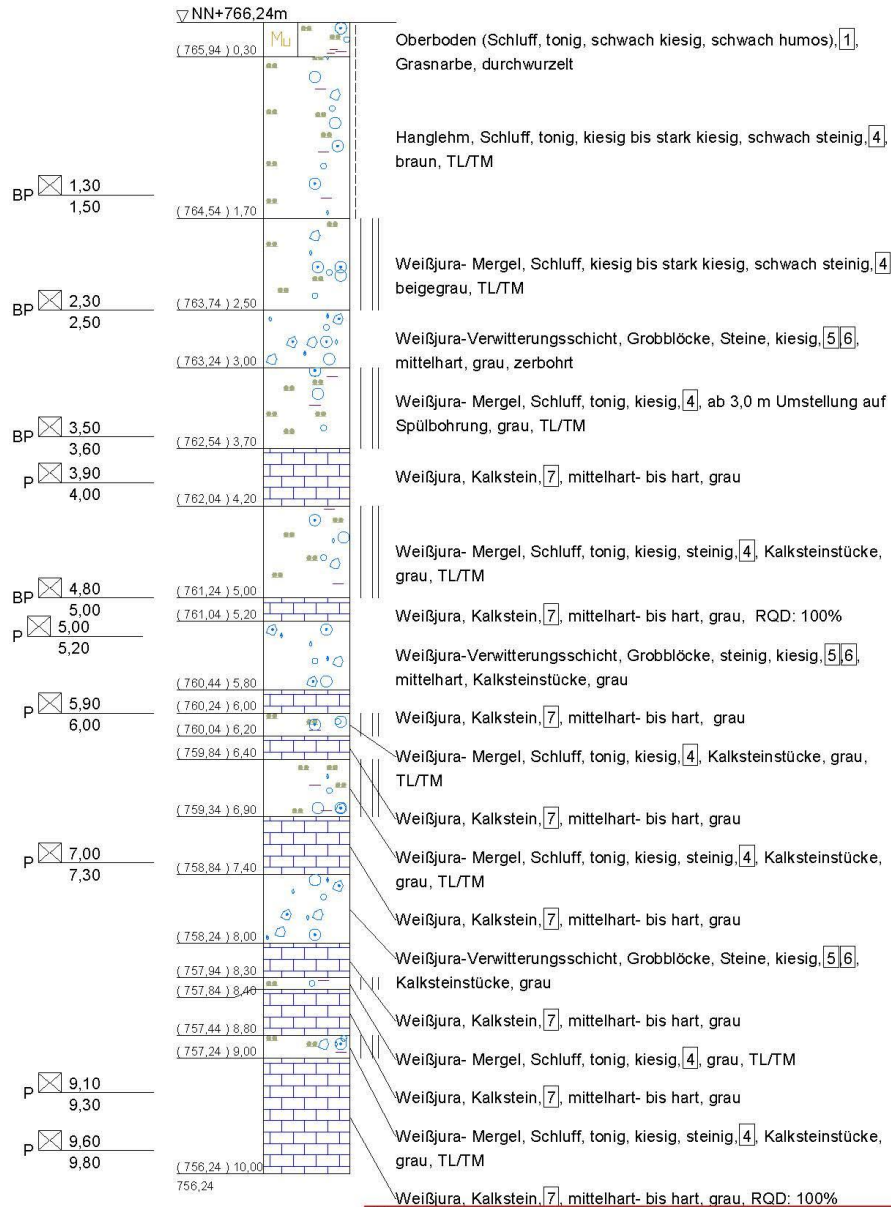 NN+766,24m
Mu
(765,94) 0,30
Oberboden (Schluff, tonig, schwach kiesig, schwach humos), 1,
Grasnarbe, durchwurzelt
Hanglehm, Schluff, tonig, kiesig bis stark kiesig, schwach steinig, 4,
braun, TL/TM
BP 1,30
1,50
(764,54) 1,70
Weißjura- Mergel, Schluff, kiesig bis stark kiesig, schwach steinig, 4
beigegrau, TL/TM
BP 2,30
2,50
(763,74) 2,50
Weißjura-Verwitterungsschicht, Grobblöcke, Steine, kiesig, 5,6,
mittelhart, grau, zerbohrt
(763,24) 3,00
Weißjura- Mergel, Schluff, tonig, kiesig, 4, ab 3,0 m Umstellung auf
Spülbohrung, grau, TL/TM
BP 3,50
3,60
(762,54) 3,70
P 3,90
4,00
Weißjura, Kalkstein, 7, mittelhart- bis hart, grau
(762,04) 4,20
Weißjura- Mergel, Schluff, tonig, kiesig, steinig, 4, Kalksteinstücke,
grau, TL/TM
BP 4,80
5,00
(761,24) 5,00
P 5,00
5,20
(761,04) 5,20
Weißjura, Kalkstein, 7, mittelhart- bis hart, grau, RQD: 100%
Weißjura-Verwitterungsschicht, Grobblöcke, steinig, kiesig, 5,6,
mittelhart, Kalksteinstücke, grau
(760,44) 5,80
P 5,90
6,00
(760,24) 6,00
Weißjura, Kalkstein, 7, mittelhart- bis hart, grau
(760,04) 6,20
Weißjura- Mergel, Schluff, tonig, kiesig, 4, Kalksteinstücke, grau,
TL/TM
(759,84) 6,40
Weißjura, Kalkstein, 7, mittelhart- bis hart, grau
(759,34) 6,90
Weißjura- Mergel, Schluff, tonig, kiesig, steinig, 4, Kalksteinstücke,
grau, TL/TM
P 7,00
7,30
(758,84) 7,40
Weißjura, Kalkstein, 7, mittelhart- bis hart, grau
(758,24) 8,00
Weißjura-Verwitterungsschicht, Grobblöcke, Steine, kiesig, 5,6,
Kalksteinstücke, grau
(757,94) 8,30
Weißjura, Kalkstein, 7, mittelhart- bis hart, grau
(757,84) 8,40
Weißjura- Mergel, Schluff, tonig, kiesig, 4, grau, TL/TM
(757,44) 8,80
Weißjura, Kalkstein, 7, mittelhart- bis hart, grau
(757,24) 9,00
Weißjura- Mergel, Schluff, tonig, kiesig, steinig, 4, Kalksteinstücke,
grau, TL/TM
P 9,10
9,30
P 9,60
9,80
(756,24) 10,00
756,24
Weißjura, Kalkstein, 7, mittelhart- bis hart, grau, RQD: 100%